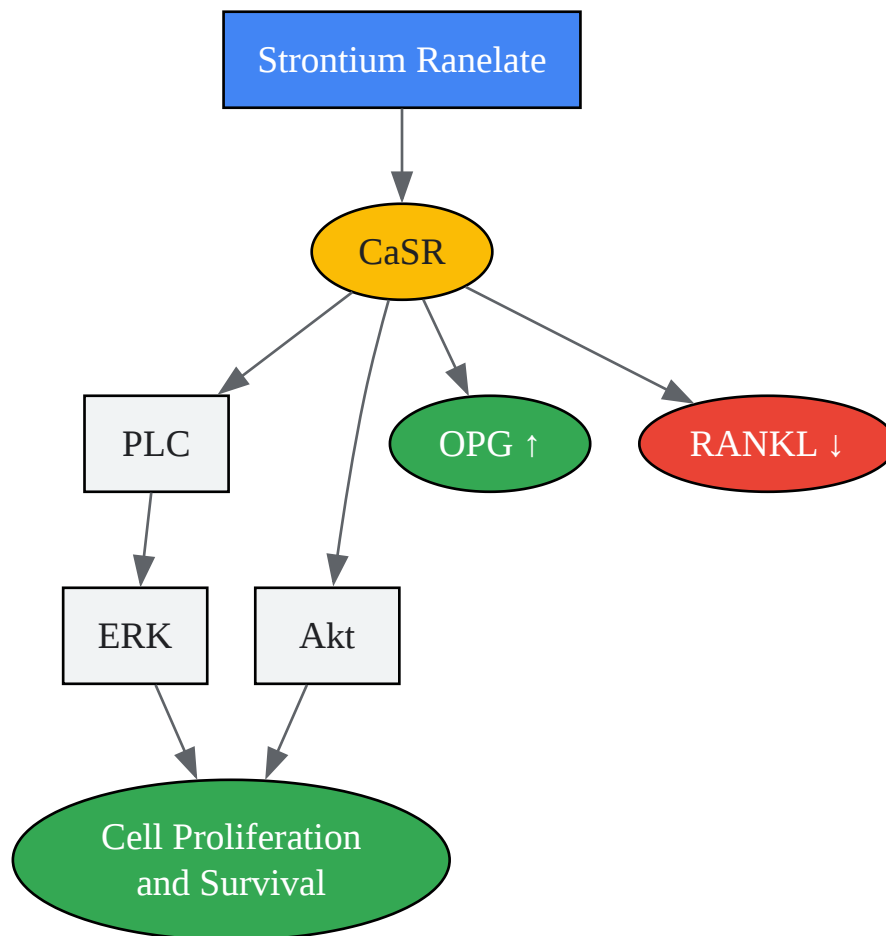 Strontium Ranelate
CaSR
PLC
OPG ↑
RANKL ↓
ERK
Akt
Cell Proliferation
and Survival